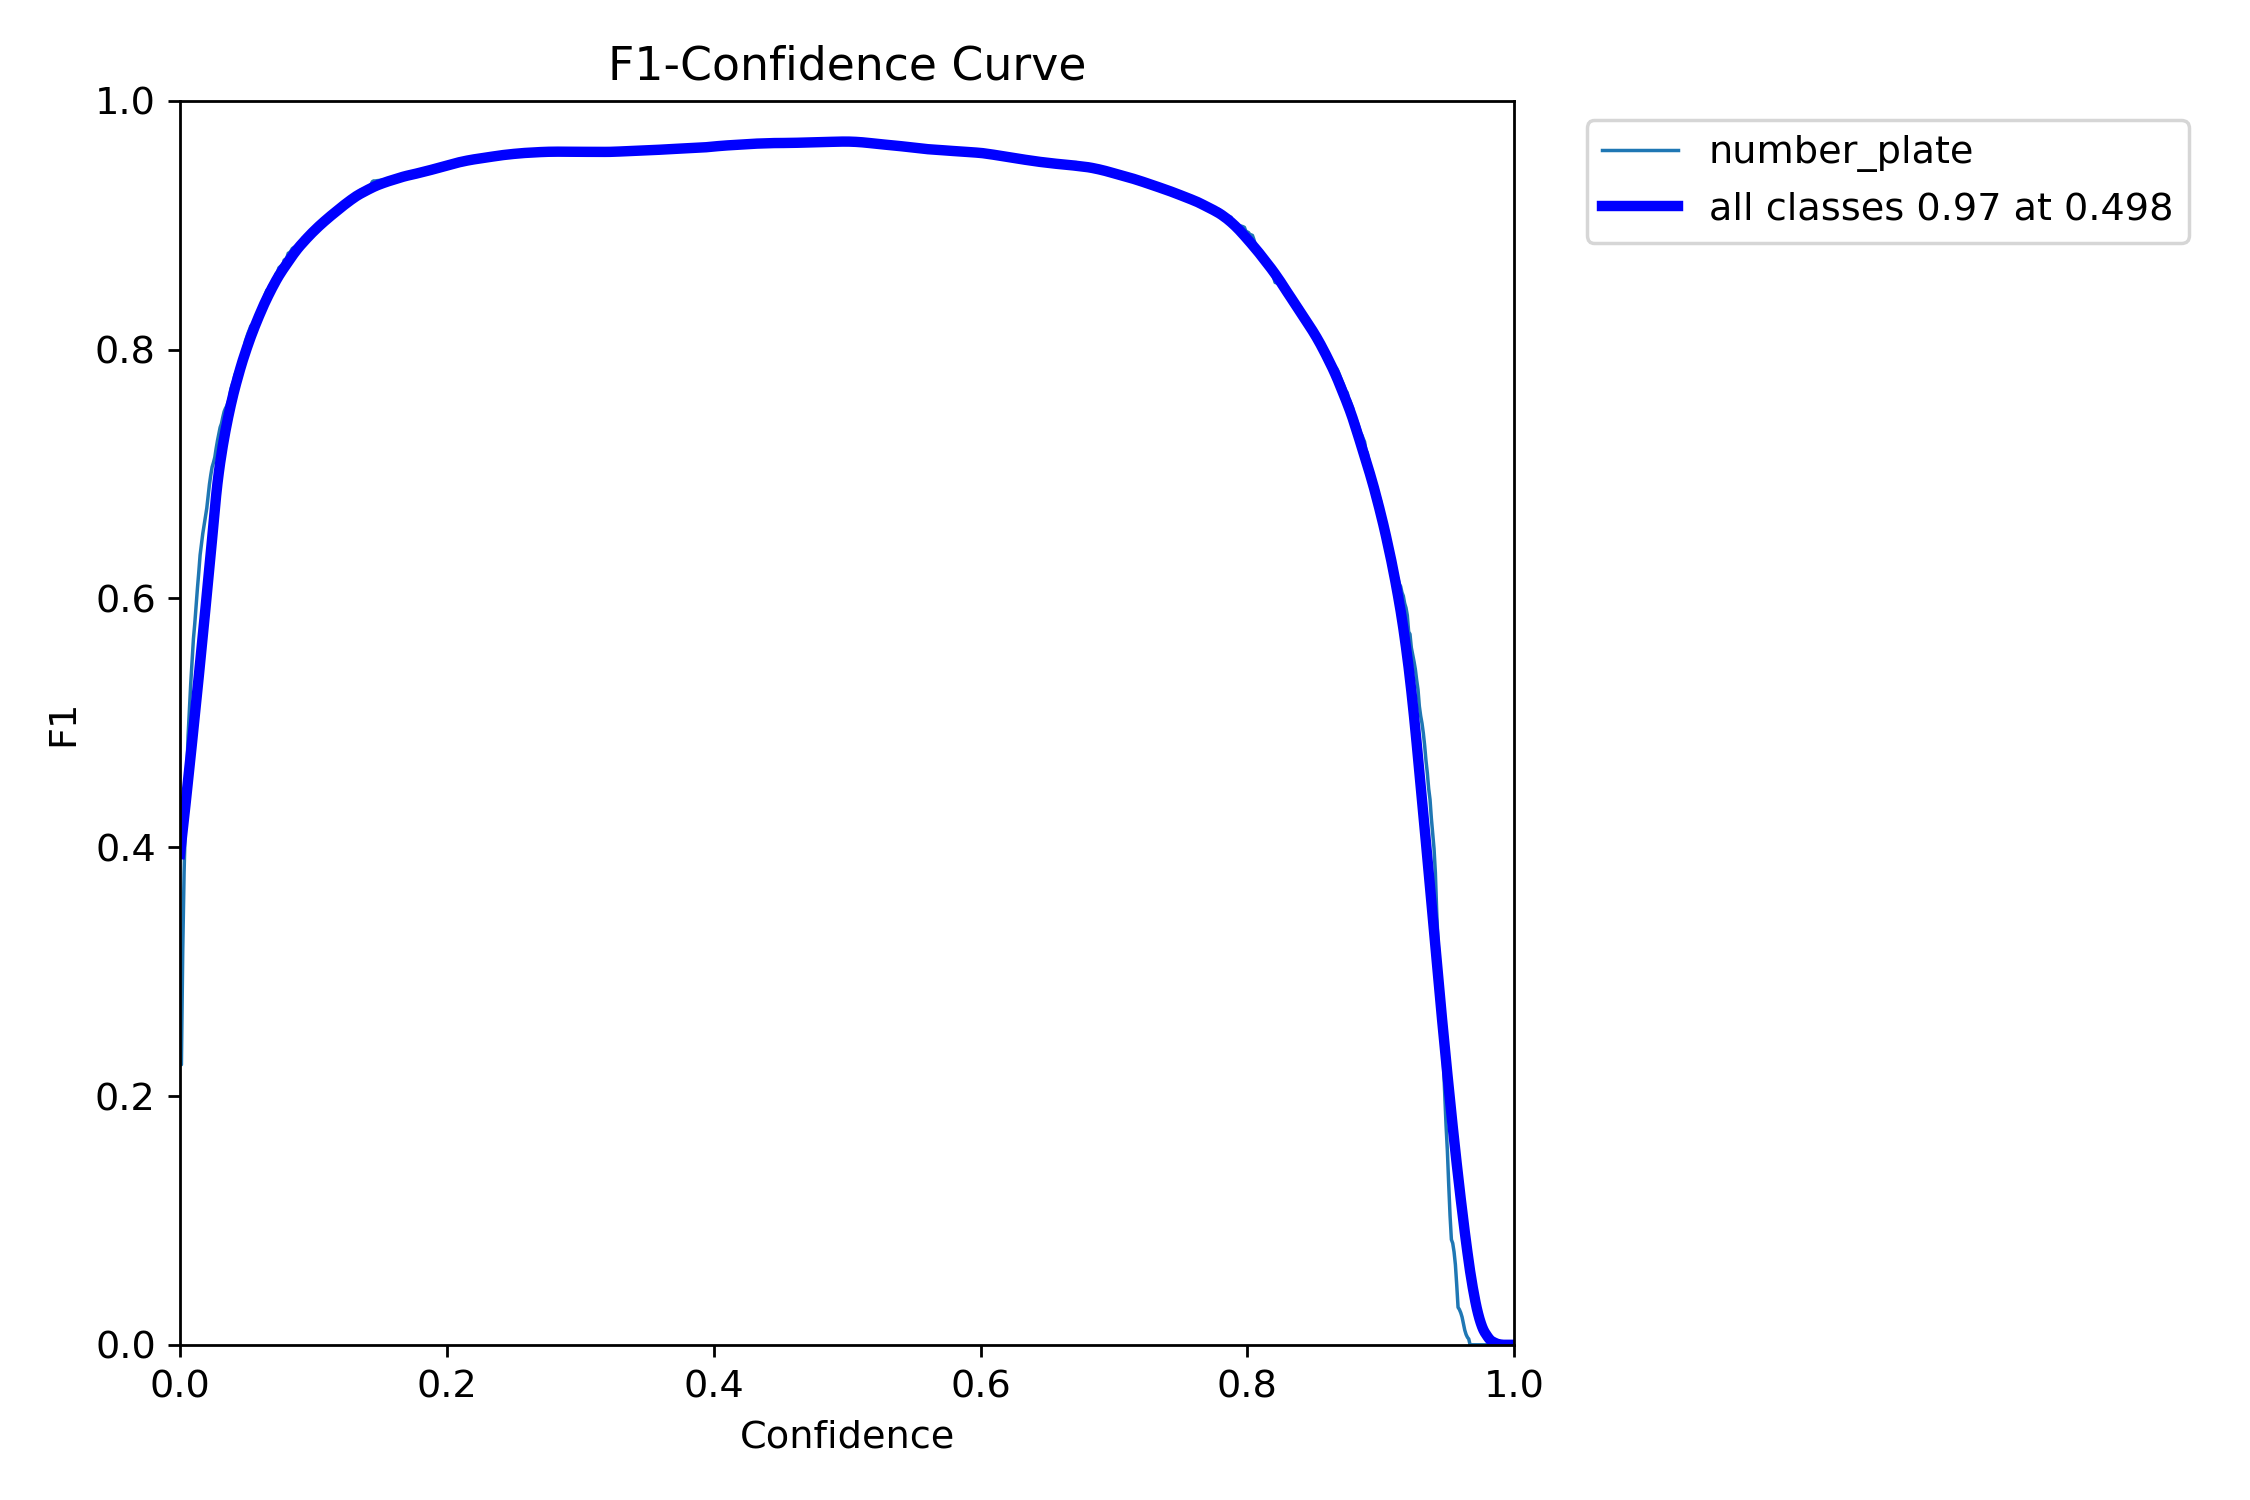 F1-Confidence Curve
number_plate
all classes 0.97 at 0.498
1.0
0.8
0.6
0.4
0.2
0.0
F1
0.0 0.2 0.4 0.6 0.8 1.0
Confidence